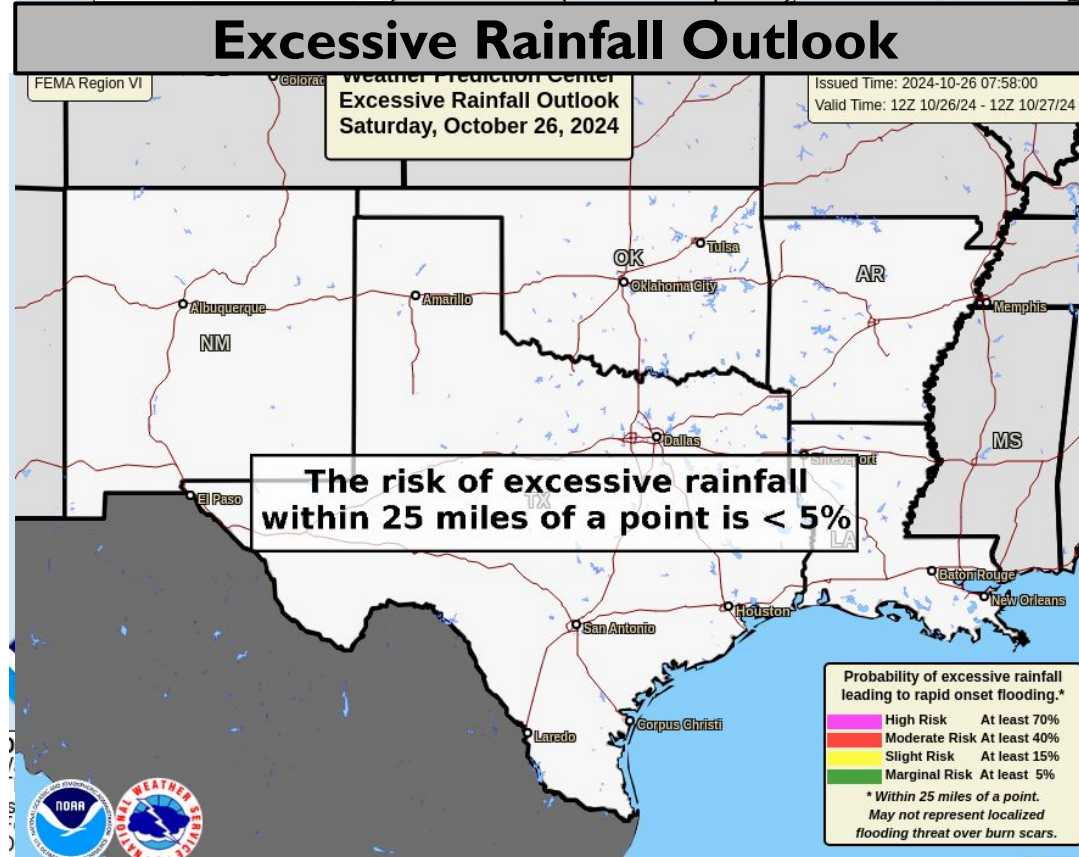 Excessive Rainfall Outlook
FEMA Region VI
Weather Prediction Center
Excessive Rainfall Outlook
Saturday, October 26, 2024
Issued Time: 2024-10-26 07:58:00
Valid Time: 12Z 10/26/24 - 12Z 10/27/24
Tulsa
OK
AR
Oklahoma City
Albuquerque
Amarillo
Memphis
NM
Dallas
MS
Shreveport
The risk of excessive rainfall
El Paso
TX
within 25 miles of a point is < 5%
LA
Baton Rouge
New Orleans
Houston
San Antonio
Corpus Christi
Laredo
Probability of excessive rainfall
leading to rapid onset flooding.*
High Risk At least 70%
Moderate Risk At least 40%
Slight Risk At least 15%
Marginal Risk At least 5%
* Within 25 miles of a point.
May not represent localized
flooding threat over burn scars.
NOAA
NATIONAL WEATHER SERVICE